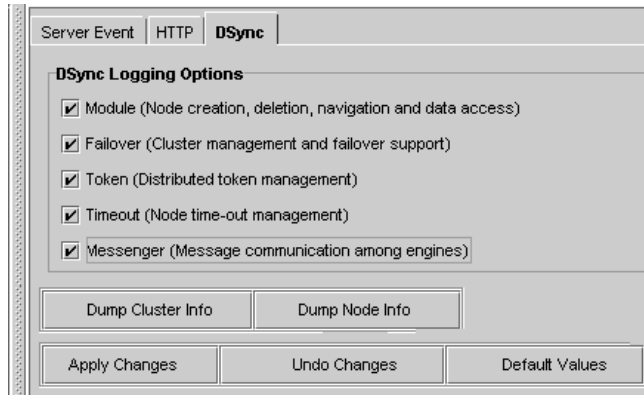 Server Event HTTP DSync
DSync Logging Options
Module (Node creation, deletion, navigation and data access)
Failover (Cluster management and failover support)
Token (Distributed token management)
Timeout (Node time-out management)
Messenger (Message communication among engines)
Dump Cluster Info Dump Node Info
Apply Changes Undo Changes Default Values